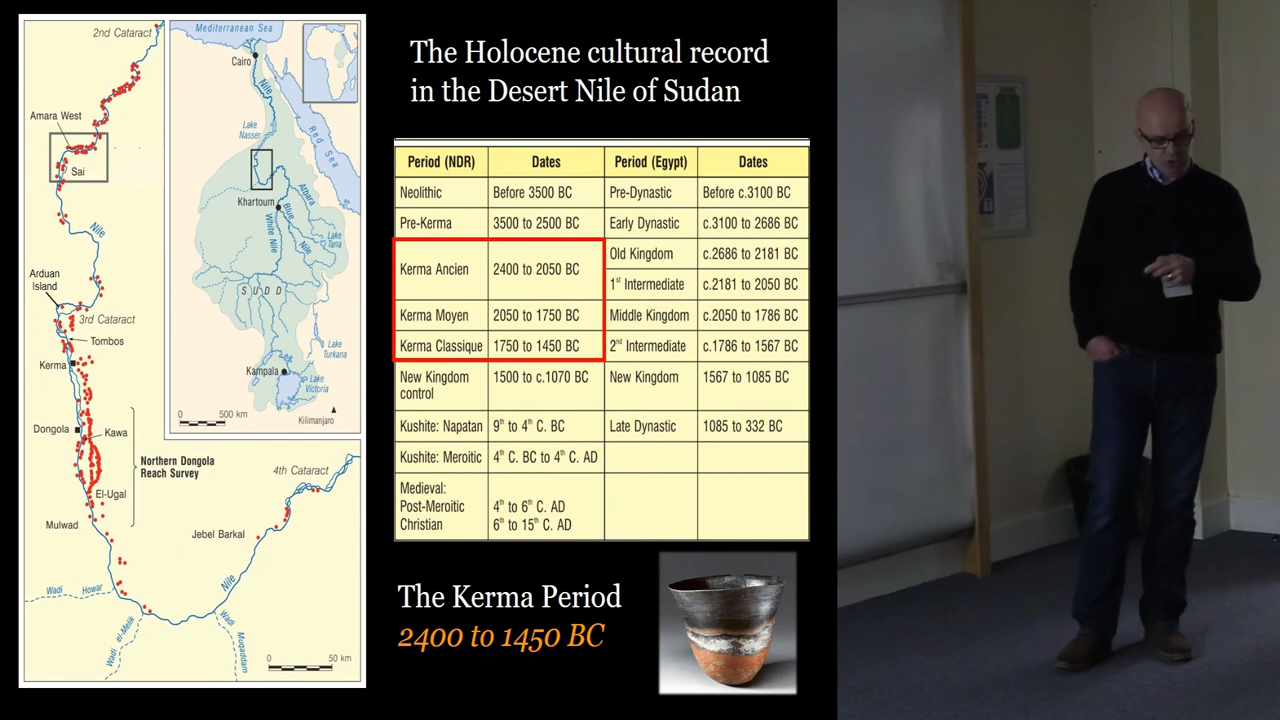 The Holocene cultural record
in the Desert Nile of Sudan
Period (NDR) Dates Period (Egypt) Dates
Neolithic Before 3500 BC Pre-Dynastic Before c.3100 BC
Pre-Kerma 3500 to 2500 BC Early Dynastic c.3100 to 2686 BC
Kerma Ancien 2400 to 2050 BC Old Kingdom c.2686 to 2181 BC
1st Intermediate c.2181 to 2050 BC
Kerma Moyen 2050 to 1750 BC Middle Kingdom c.2050 to 1786 BC
Kerma Classique 1750 to 1450 BC 2nd Intermediate c.1786 to 1567 BC
New Kingdom control 1500 to c.1070 BC New Kingdom 1567 to 1085 BC
Kushite: Napatan 9th to 4th C. BC Late Dynastic 1085 to 332 BC
Kushite: Meroitic 4th C. BC to 4th C. AD
Medieval:
Post-Meroitic 4th to 6th C. AD
Christian 6th to 15th C. AD
The Kerma Period
2400 to 1450 BC
2nd Cataract
Amara West
Sai
Nile
Arduan
Island
3rd Cataract
Tombos
Kerma
Dongola
Kawa
Northern Dongola
Reach Survey
El-Ugal
Mulwad
4th Cataract
Jebel Barkal
Nile
Wadi Howar
Wadi el-Melik
Wadi Muqaddam
0 50 km
Mediterranean Sea
Cairo
Nile
Lake
Nasser
Red Sea
Khartoum
Atbara
Blue Nile
White Nile
Lake
Tana
SUDD
Lake
Turkana
Kampala
Lake
Victoria
0 500 km
Kilimanjaro